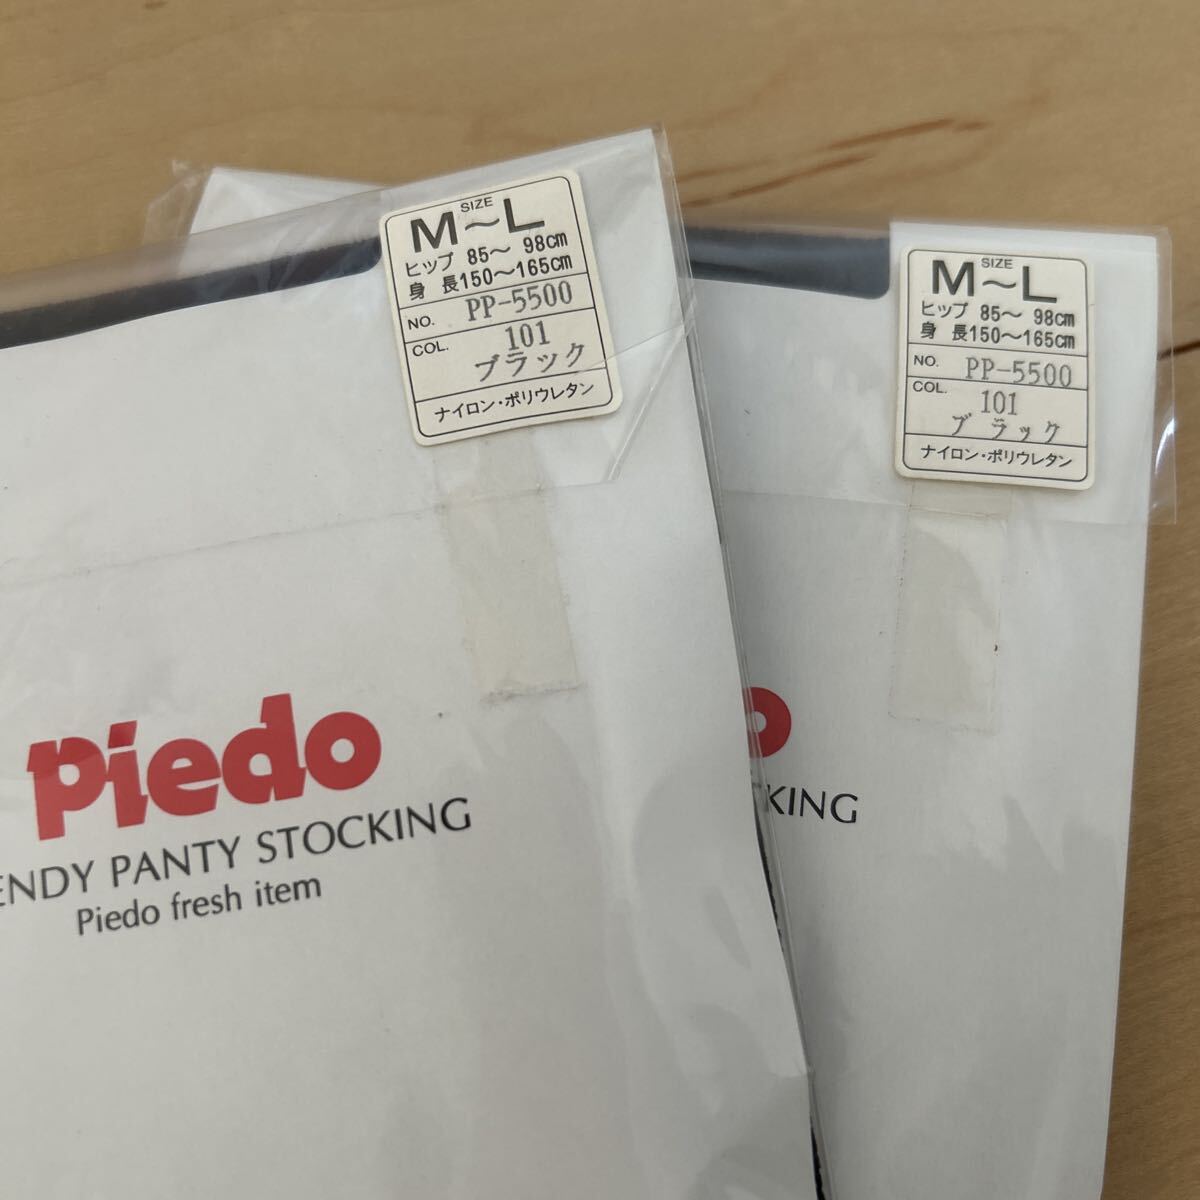 SIZE
M～L
ヒップ 85～ 98cm
身 長150～165cm
NO. PP-5500
COL. 101
ブラック
ナイロン・ポリウレタン
piedo
ENDY PANTY STOCKING
Piedo fresh item
SIZE
M～L
ヒップ 85～ 98cm
身 長150～165cm
NO. PP-5500
COL. 101
ブラック
ナイロン・ポリウレタン
o
KING